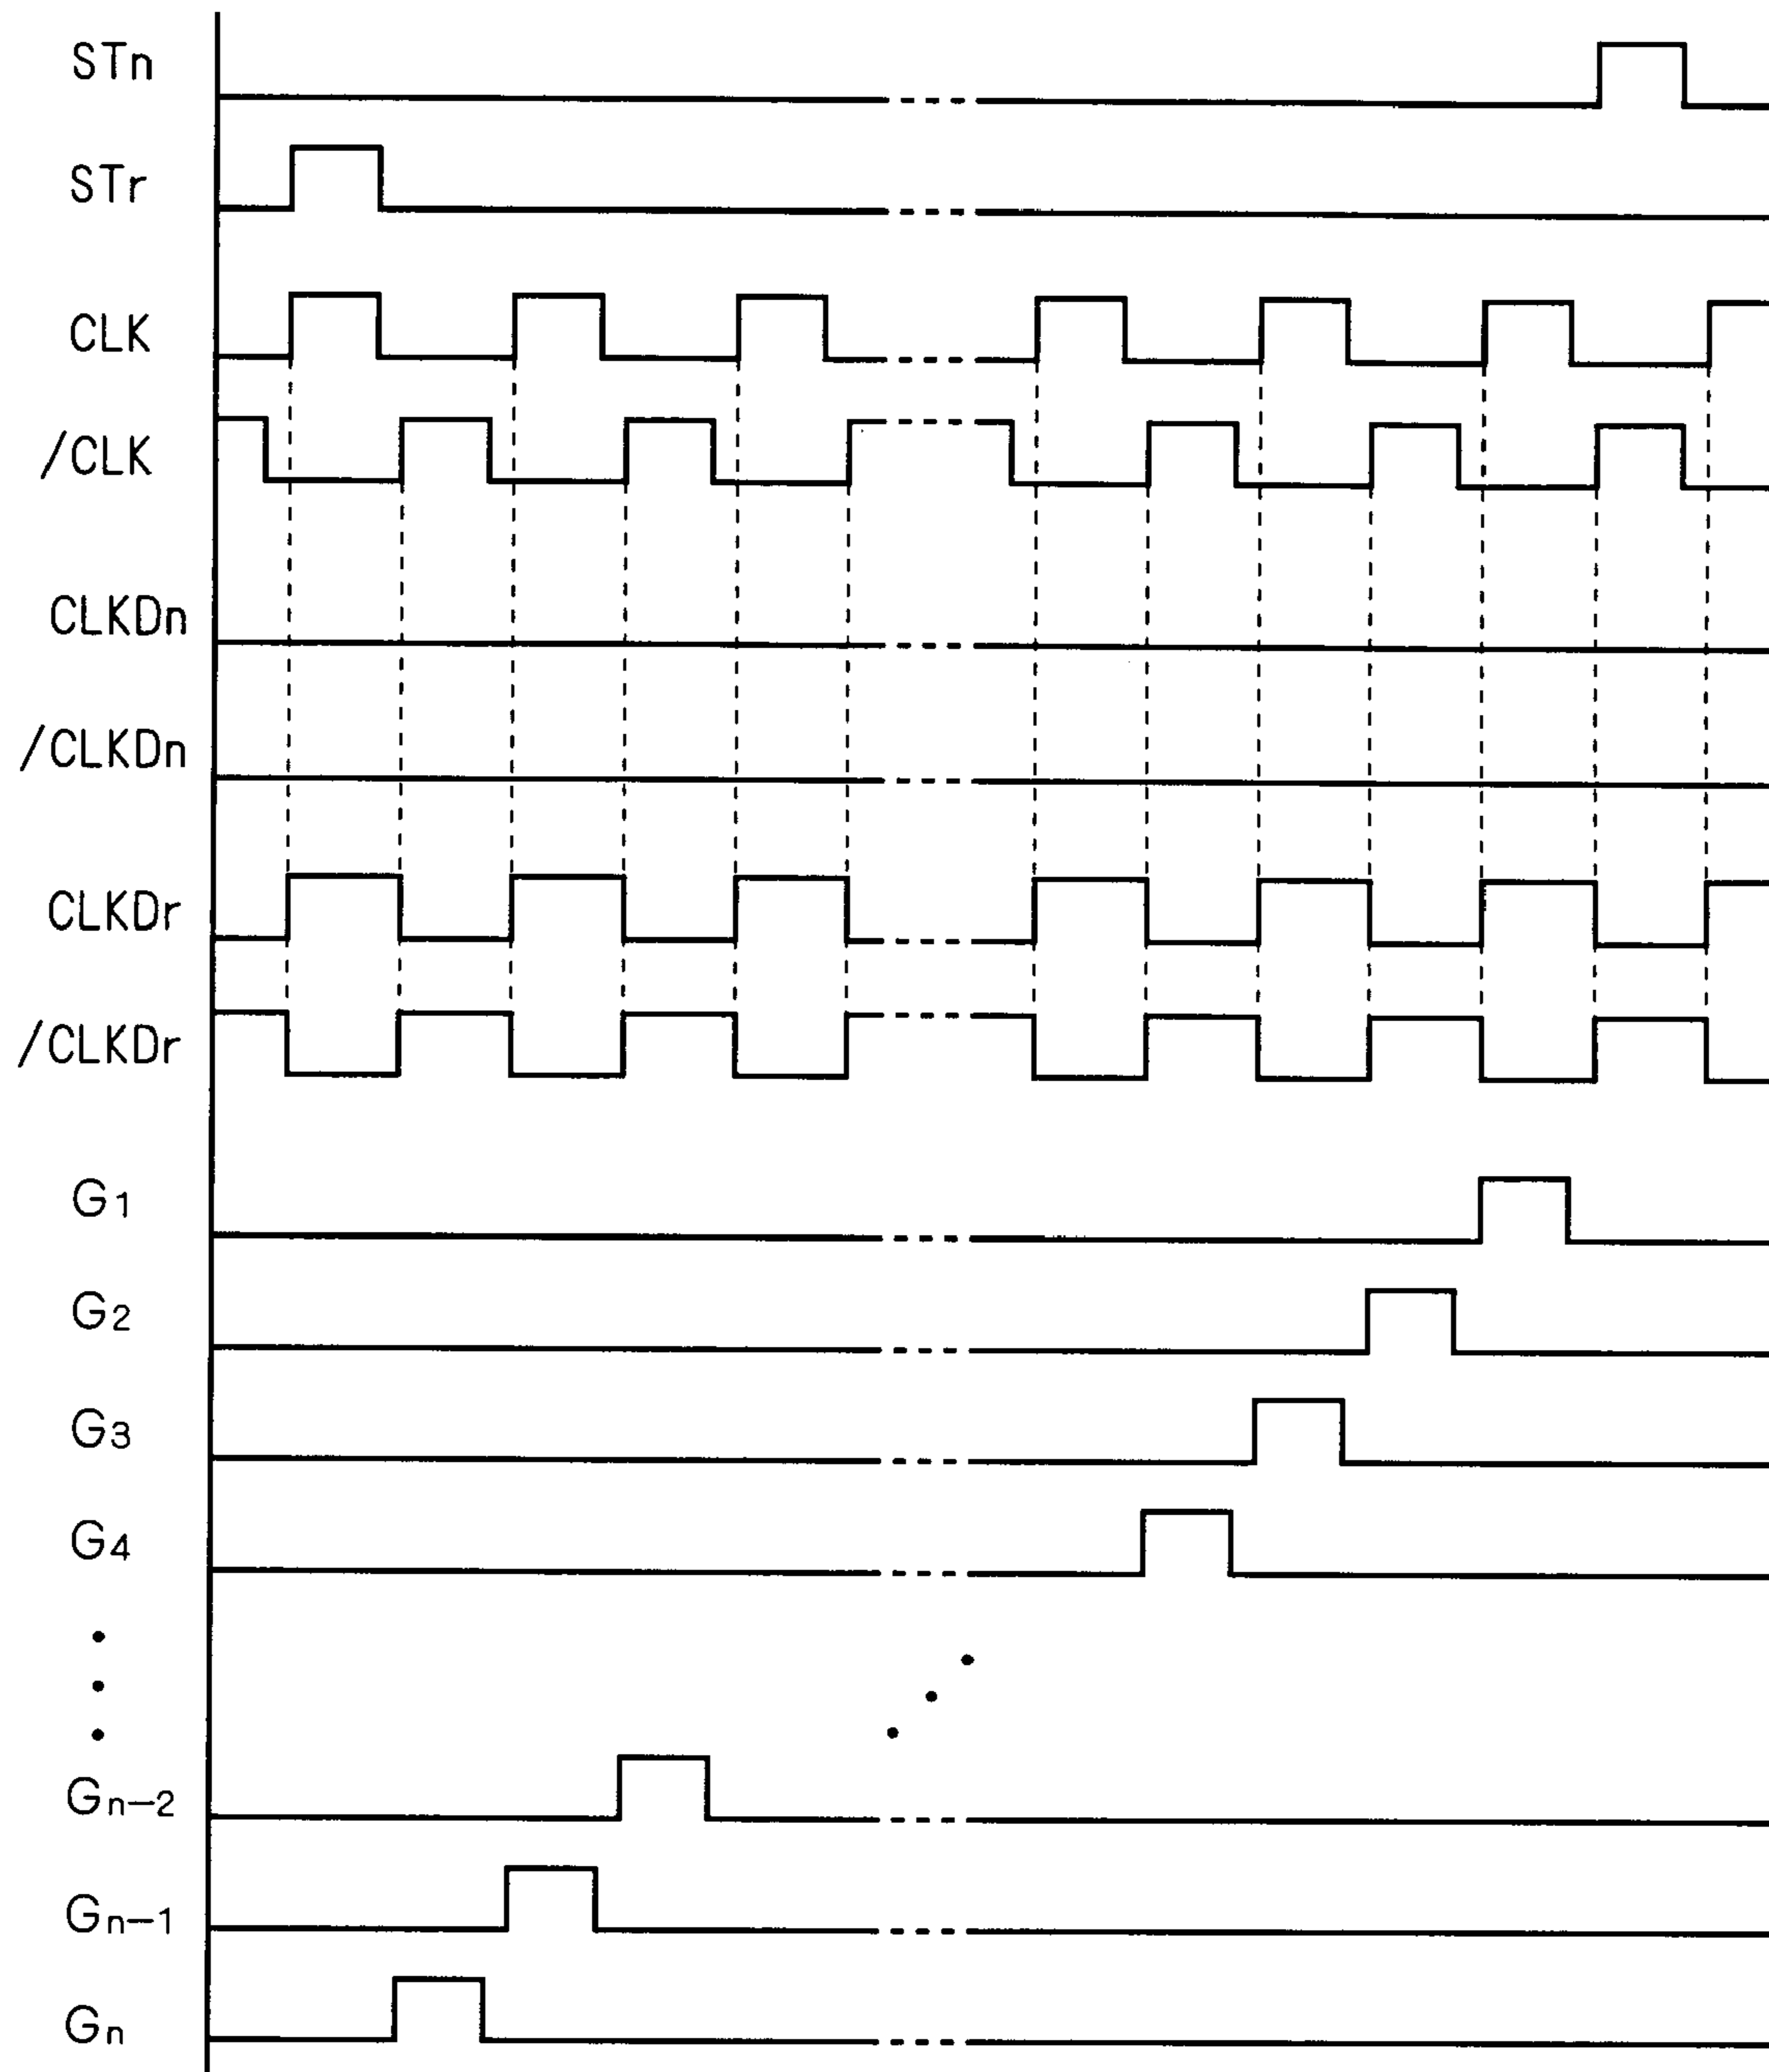 STn
STr
CLK
/CLK
CLKDn
/CLKDn
CLKDr
/CLKDr
G1
G2
G3
G4
Gn-2
Gn-1
Gn